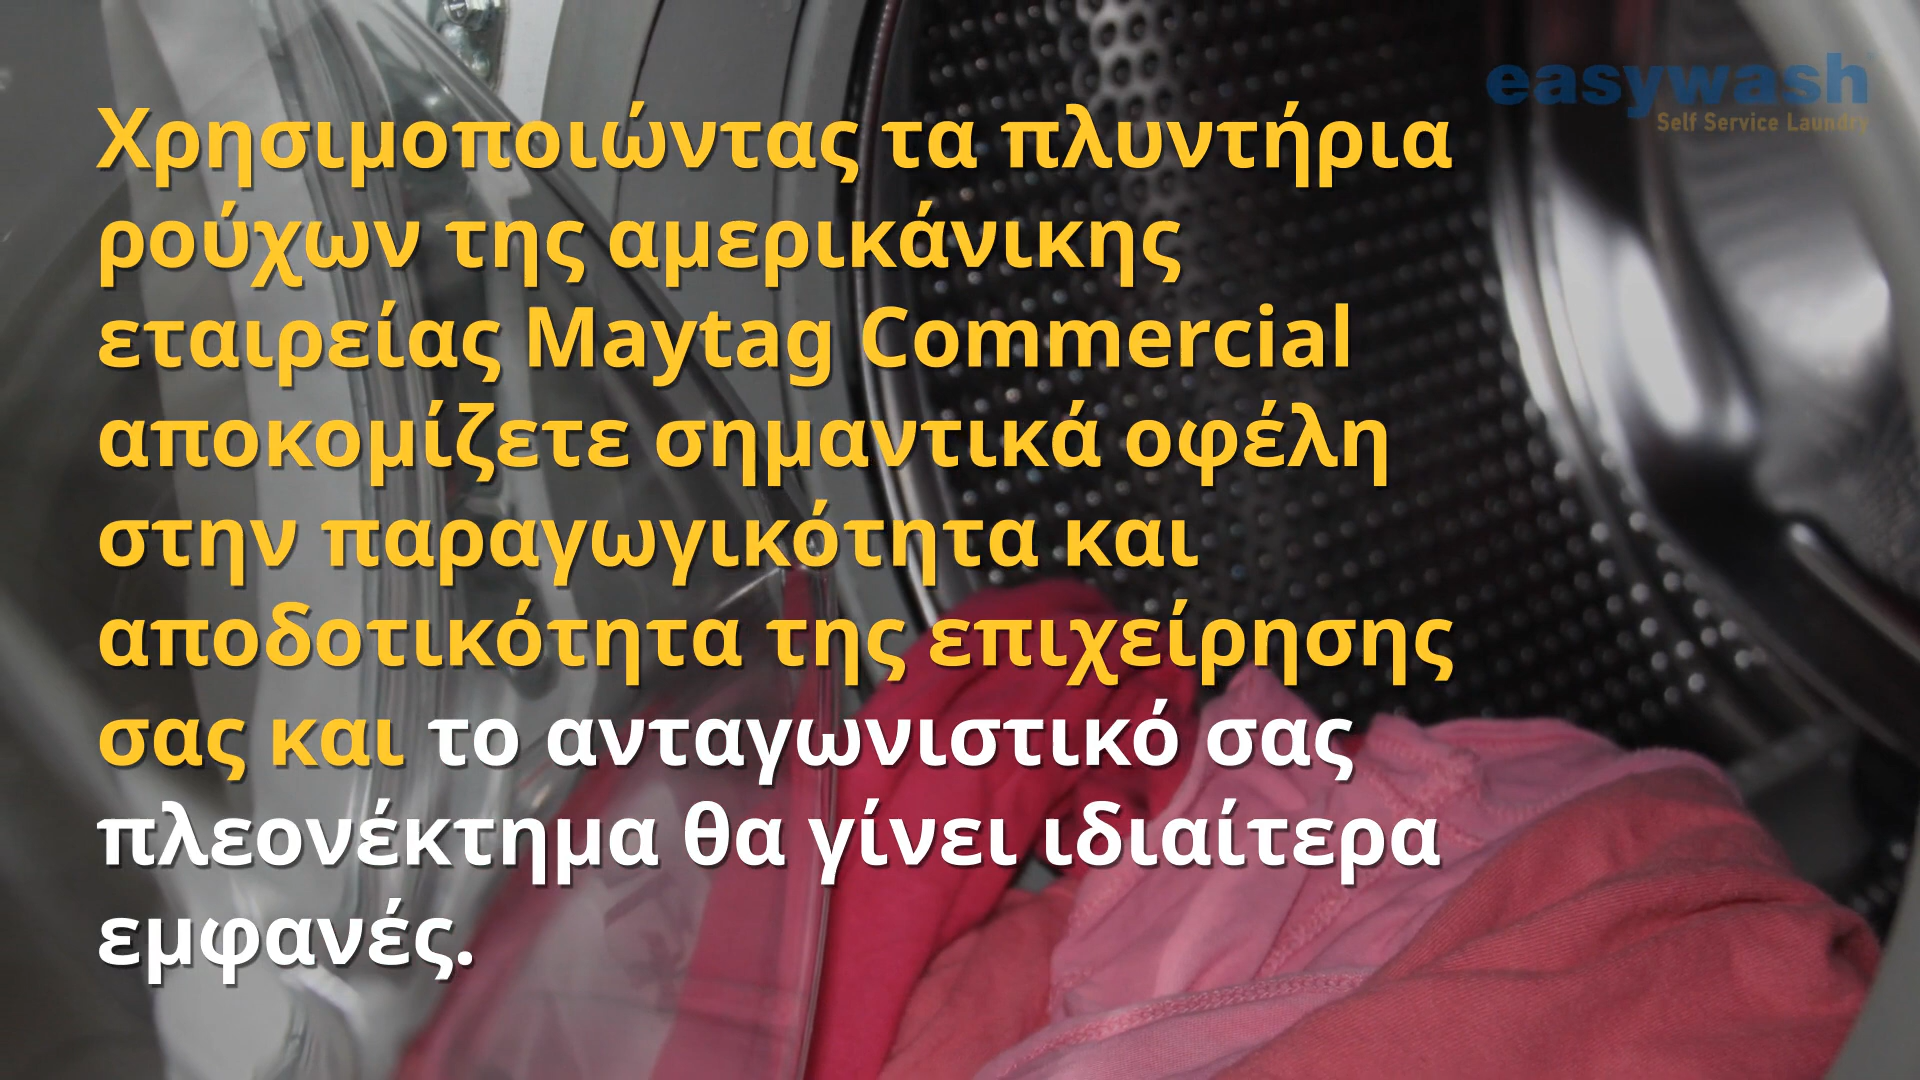 easywash
Self Service Laundry
Χρησιμοποιώντας τα πλυντήρια
ρούχων της αμερικάνικης
εταιρείας Maytag Commercial
αποκομίζετε σημαντικά οφέλη
στην παραγωγικότητα και
αποδοτικότητα της επιχείρησης
σας και το ανταγωνιστικό σας
πλεονέκτημα θα γίνει ιδιαίτερα
εμφανές.